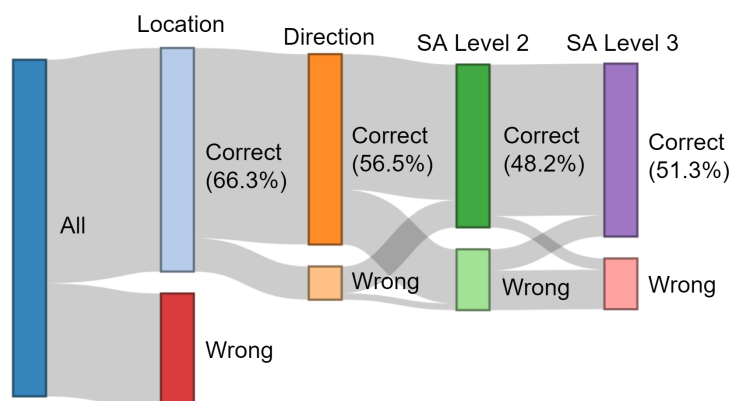 Location
Direction
SA Level 2
SA Level 3
All
Correct
(66.3%)
Correct
(56.5%)
Correct
(48.2%)
Correct
(51.3%)
Wrong
Wrong
Wrong
Wrong